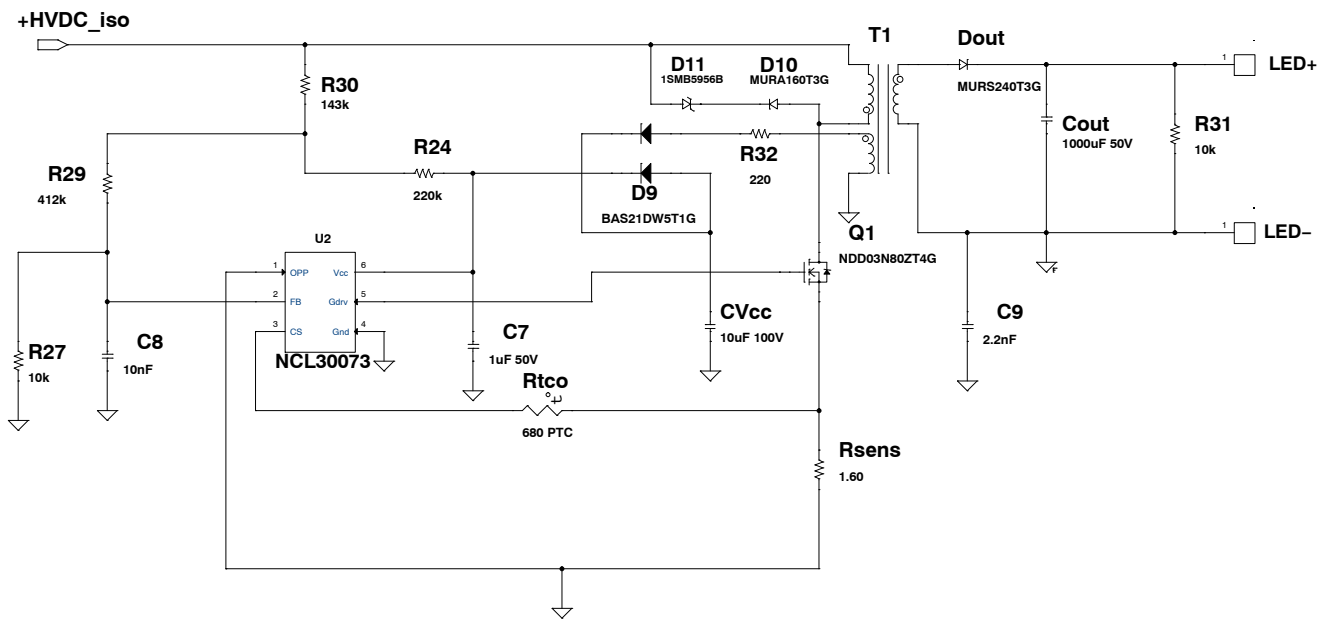 +HVDC_iso
T1
Dout
MURS240T3G
1
LED+
D11
1SMB5956B
D10
MURA160T3G
R30
143k
R24
220k
R32
220
Cout
1000uF 50V
R31
10k
R29
412k
D9
BAS21DW5T1G
Q1
NDD03N80ZT4G
1
LED–
F
U2
1
OPP
Vcc
6
2
FB
Gdrv
5
3
CS
Gnd
4
NCL30073
C7
1uF 50V
CVcc
10uF 100V
C9
2.2nF
R27
10k
C8
10nF
Rtco
t
680 PTC
Rsens
1.60